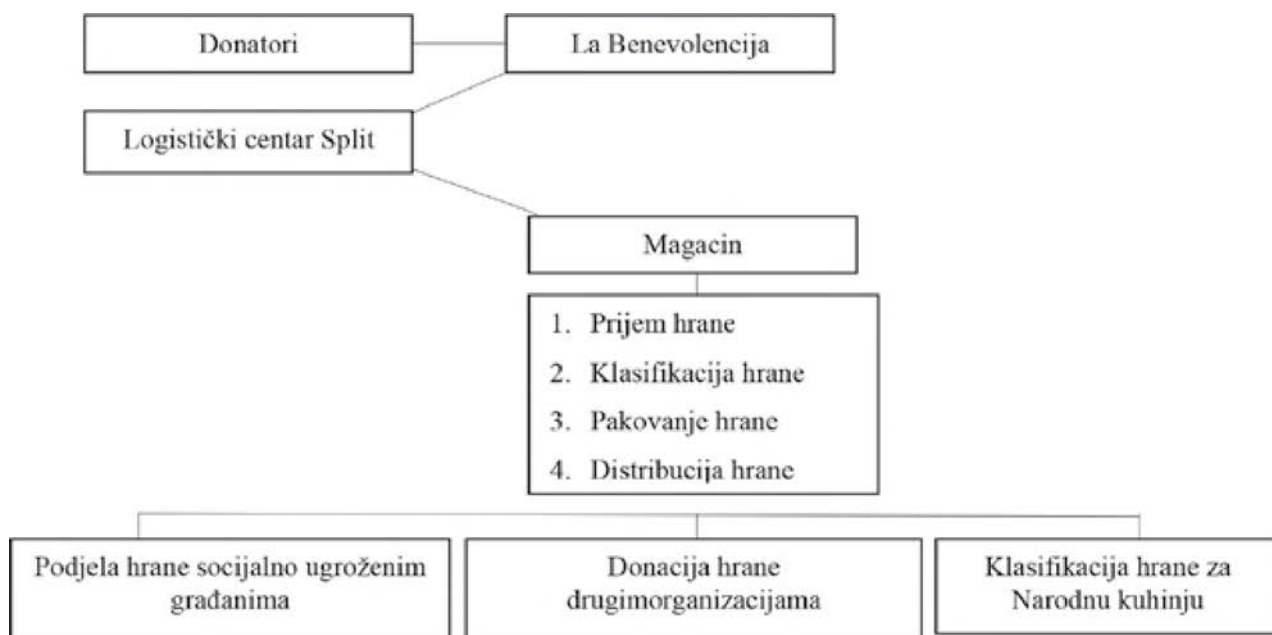 Donatori
La Benevolencija
Logistički centar Split
Magacin
1. Prijem hrane
2. Klasifikacija hrane
3. Pakovanje hrane
4. Distribucija hrane
Podjela hrane socijalno ugroženim
građanima
Donacija hrane
drugimorganizacijama
Klasifikacija hrane za
Narodnu kuhinju